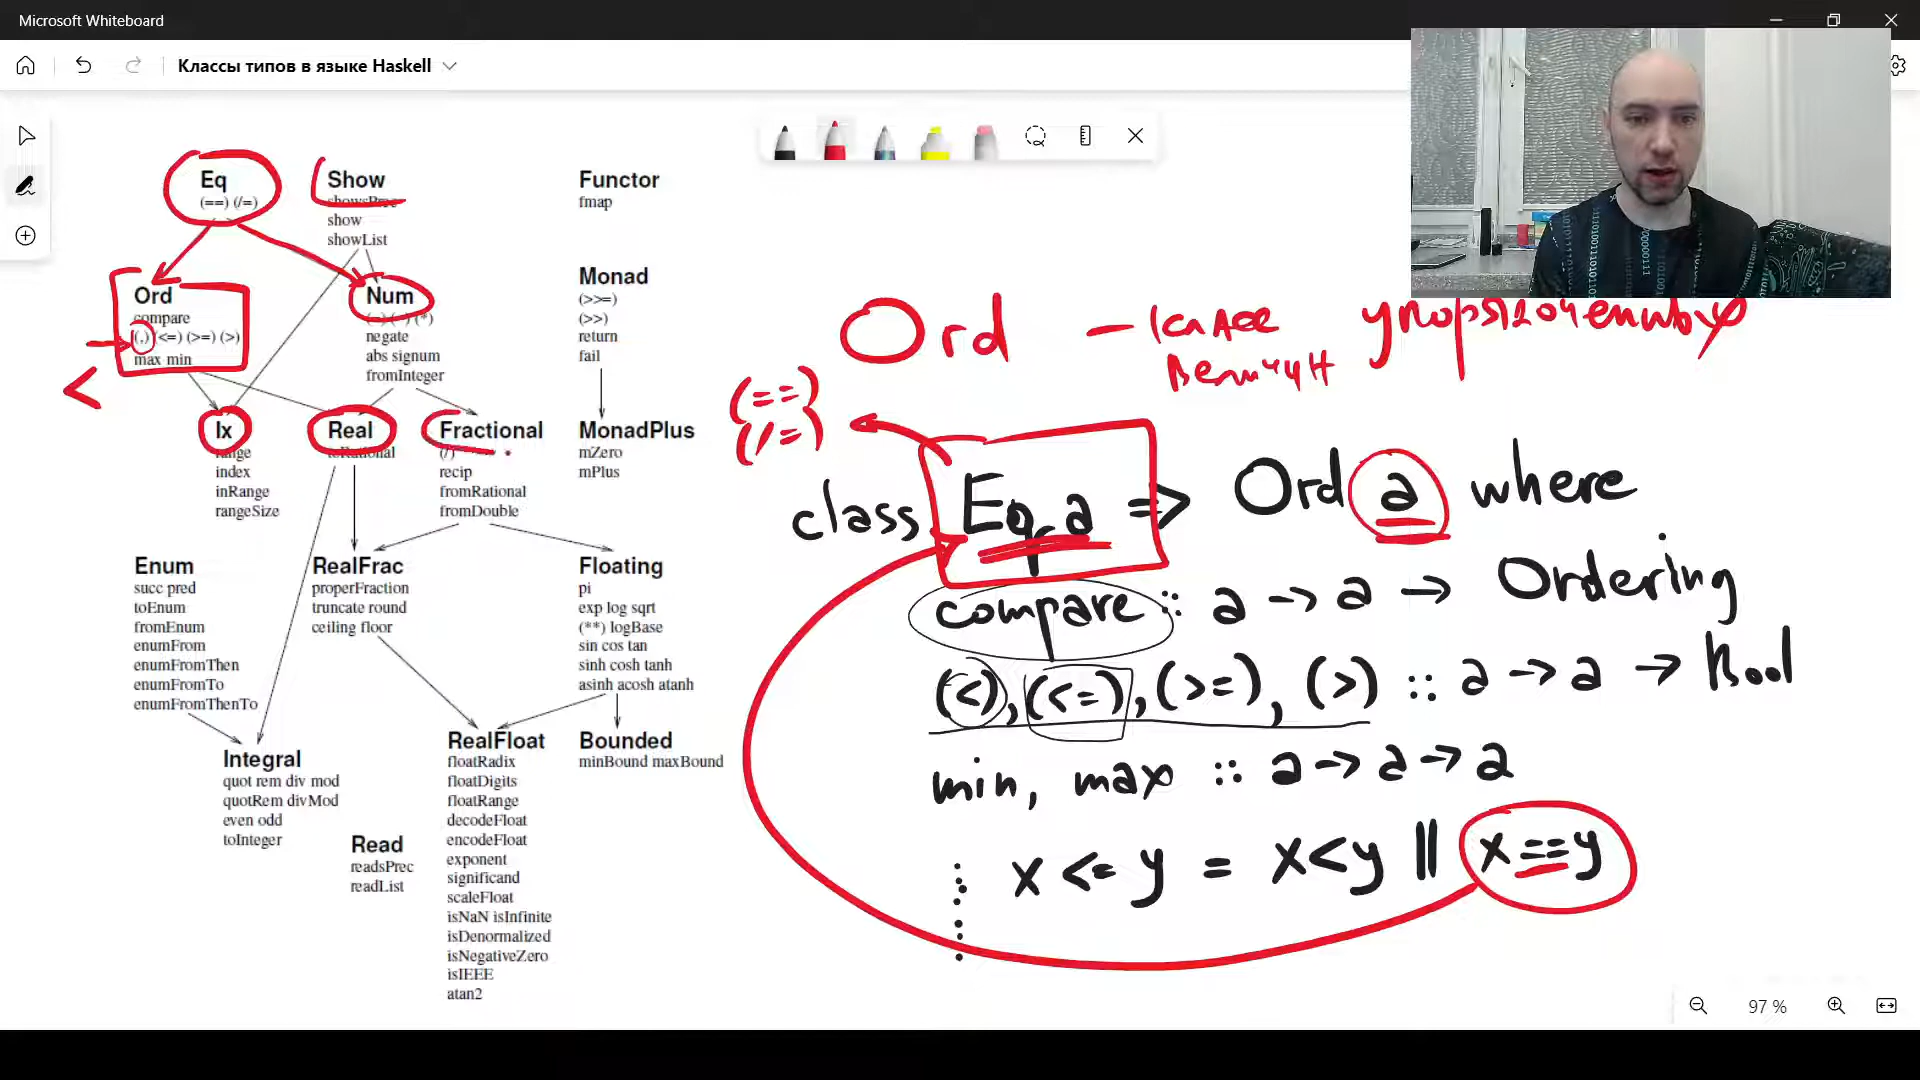 Microsoft Whiteboard
Классы типов в языке Haskell
Eq
(==) (/=)
Show
showsPrec
show
showList
Functor
fmap
Ord
compare
(<=) (>=) (>)
max min
<
Num
(*)
negate
abs signum
fromInteger
Monad
(>>=)
(>>)
return
fail
Ix
range
index
inRange
rangeSize
Real
toRational
Fractional
(/)
recip
fromRational
fromDouble
MonadPlus
mZero
mPlus
Enum
succ pred
toEnum
fromEnum
enumFrom
enumFromThen
enumFromTo
enumFromThenTo
RealFrac
properFraction
truncate round
ceiling floor
Floating
pi
exp log sqrt
(**) logBase
sin cos tan
sinh cosh tanh
asinh acosh atanh
Integral
quot rem div mod
quotRem divMod
even odd
toInteger
Read
readsPrec
readList
RealFloat
floatRadix
floatDigits
floatRange
decodeFloat
encodeFloat
exponent
significand
scaleFloat
isNaN isInfinite
isDenormalized
isNegativeZero
isIEEE
atan2
Bounded
minBound maxBound
Ord — класс упорядоченных
величин
(==)
(/=)
class Eq a => Ord a where
compare :: a -> a -> Ordering
(<), (<=), (>=), (>) :: a -> a -> Bool
min, max :: a -> a -> a
x <= y = x < y || x == y
97 %